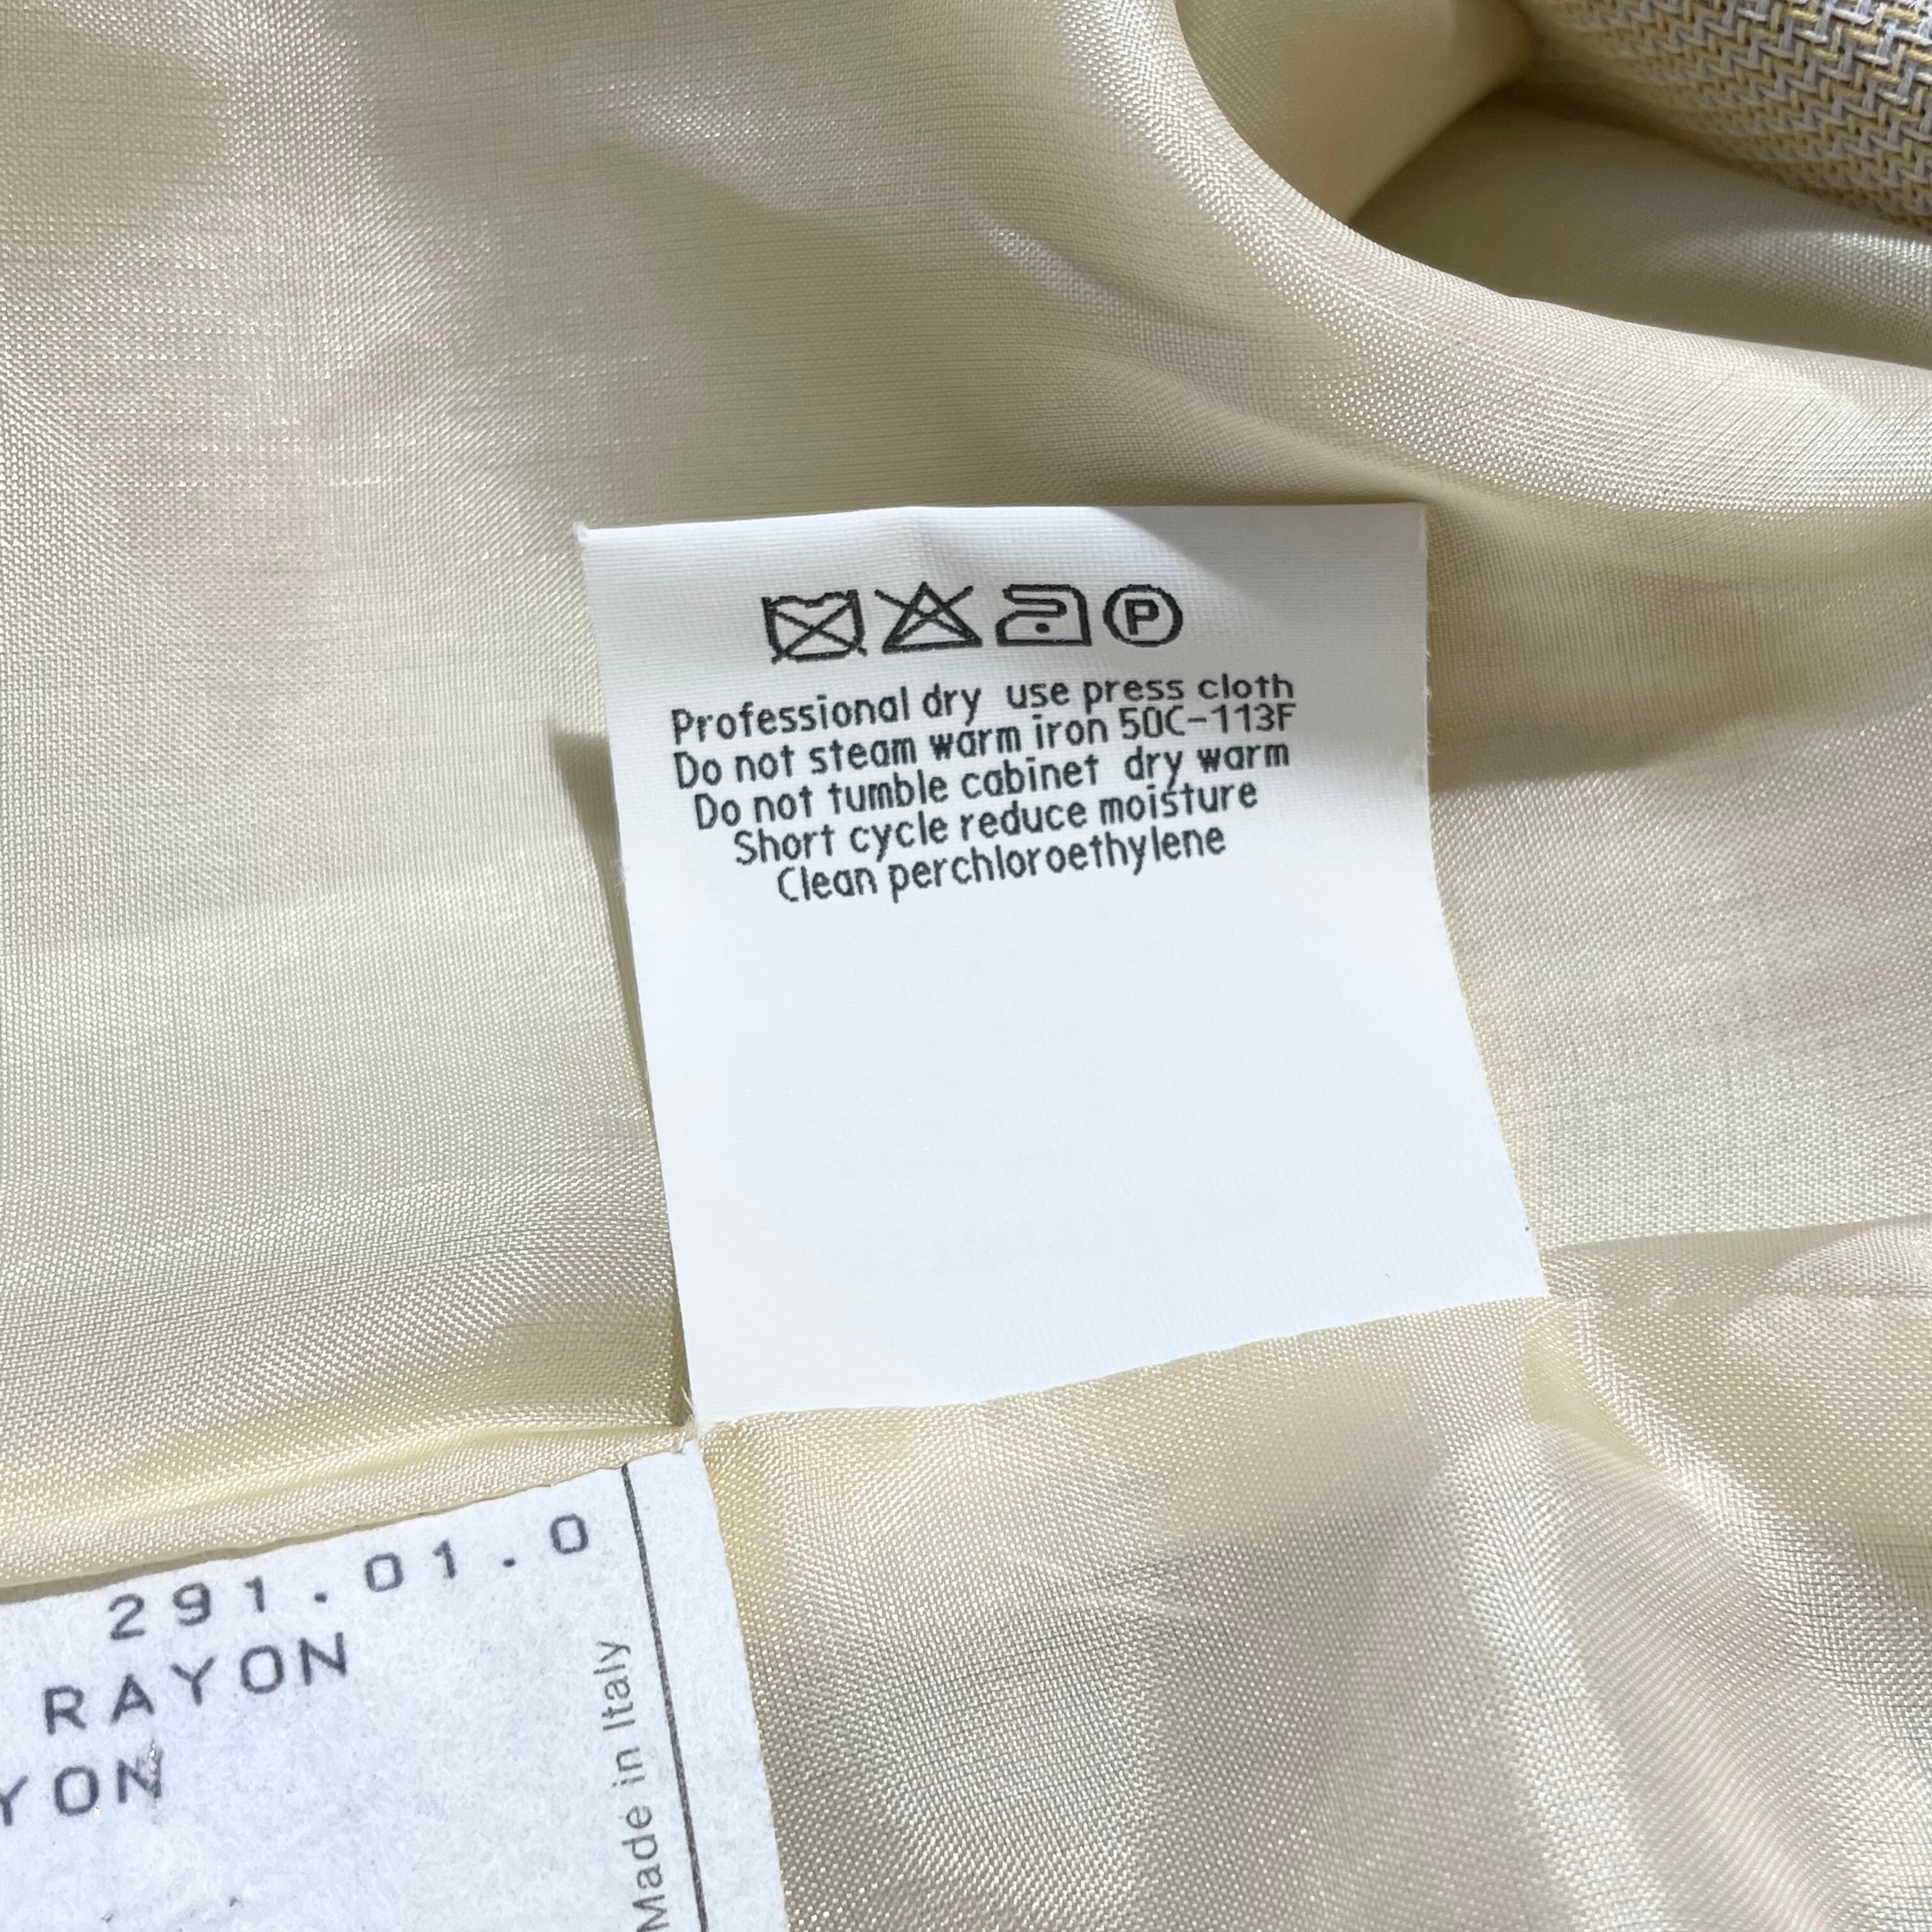 P
Professional dry use press cloth
Do not steam warm iron 50C-113F
Do not tumble cabinet dry warm
Short cycle reduce moisture
Clean perchloroethylene
291.01.0
RAYON
YON
Made in Italy